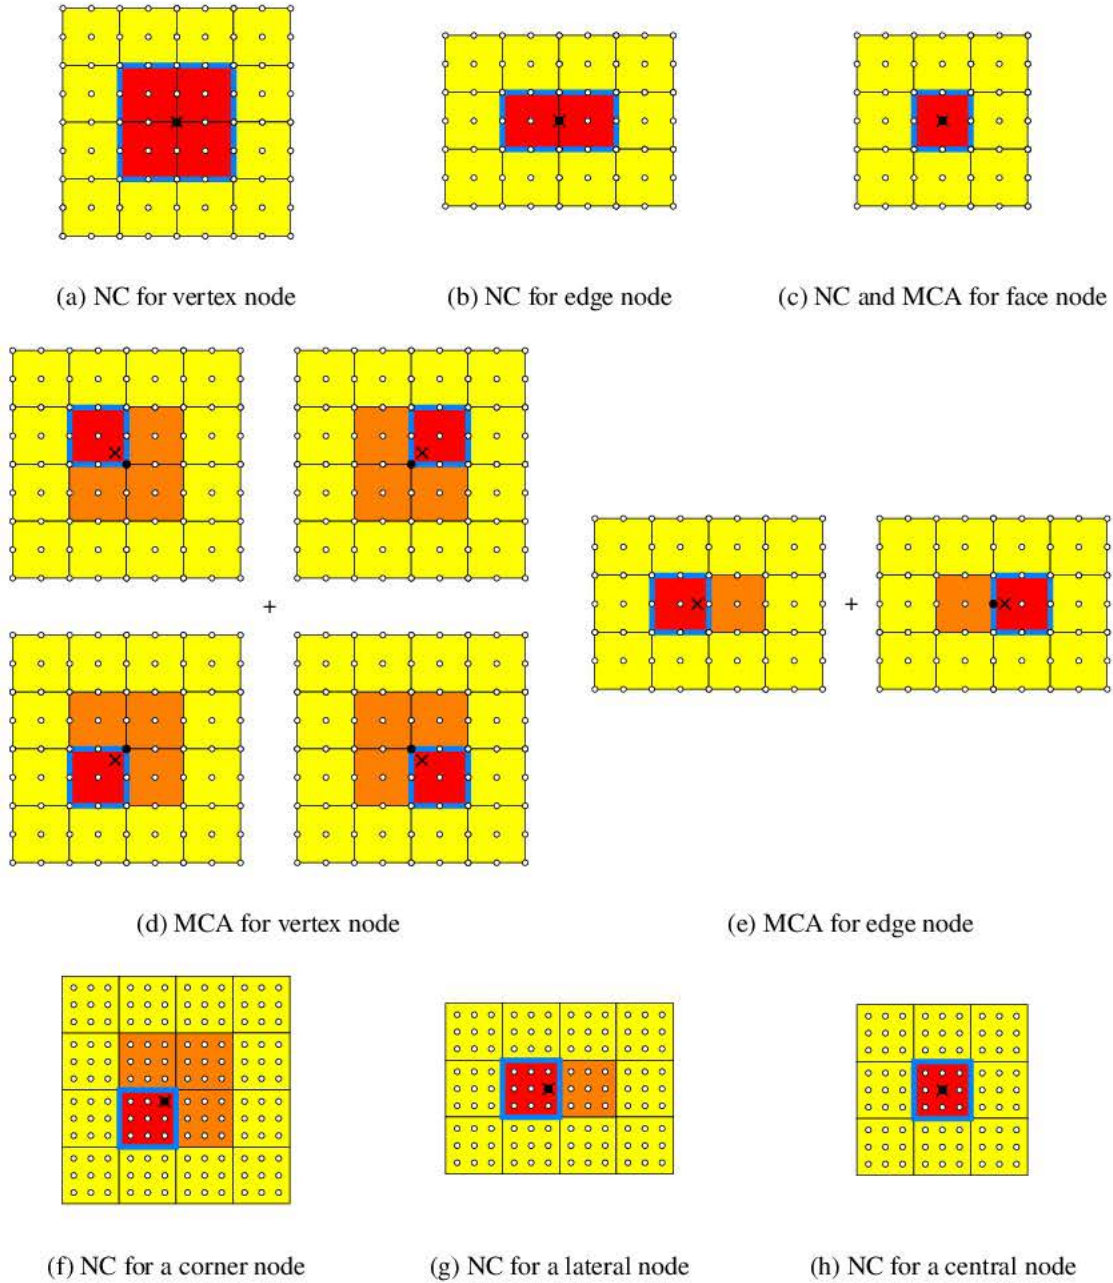 (a) NC for vertex node
(b) NC for edge node
(c) NC and MCA for face node
+
+
(d) MCA for vertex node
(e) MCA for edge node
(f) NC for a corner node
(g) NC for a lateral node
(h) NC for a central node